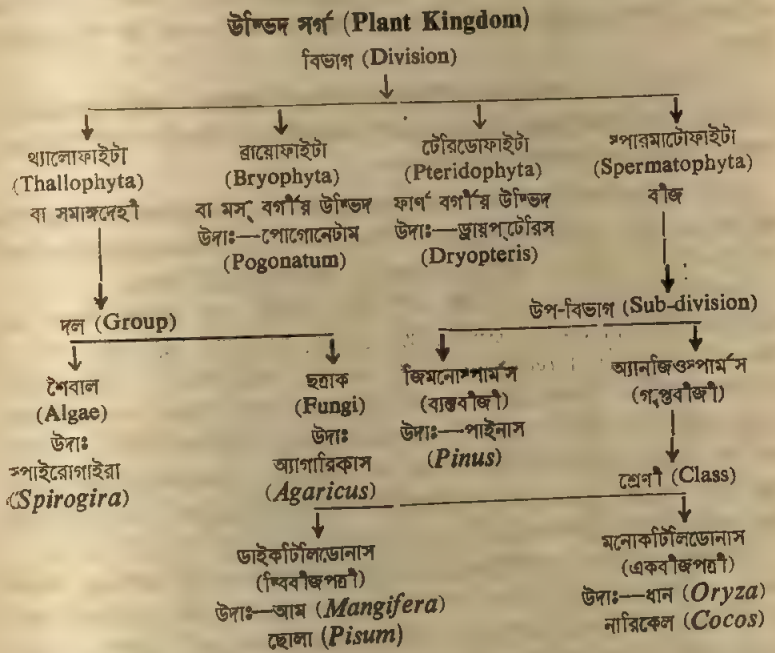 উদ্ভিদ সর্গ (Plant Kingdom)
বিভাগ (Division)
থ্যালোফাইটা
(Thallophyta)
বা সমাঙ্গদেহী
ব্রায়োফাইটা
(Bryophyta)
বা মস্ বর্গীয় উদ্ভিদ
উদাঃ—পোগোনেটাম
(Pogonatum)
টেরিডোফাইটা
(Pteridophyta)
ফার্ণ বর্গীয় উদ্ভিদ
উদাঃ—ড্রায়প্টেরিস
(Dryopteris)
স্পারমাটোফাইটা
(Spermatophyta)
বীজ
দল (Group)
উপ-বিভাগ (Sub-division)
শৈবাল
(Algae)
উদাঃ
স্পাইরোগাইরা
(Spirogira)
ছত্রাক
(Fungi)
উদাঃ
অ্যাগারিকাস
(Agaricus)
জিমনোস্পার্মস
(ব্যক্তবীজী)
উদাঃ—পাইনাস
(Pinus)
অ্যানজিওস্পার্মস
(গুপ্তবীজী)
শ্রেণী (Class)
ডাইকটিলিডোনাস
(দ্বিবীজপত্রী)
উদাঃ—আম (Mangifera)
ছোলা (Pisum)
মনোকটিলিডোনাস
(একবীজপত্রী)
উদাঃ—ধান (Oryza)
নারিকেল (Cocos)